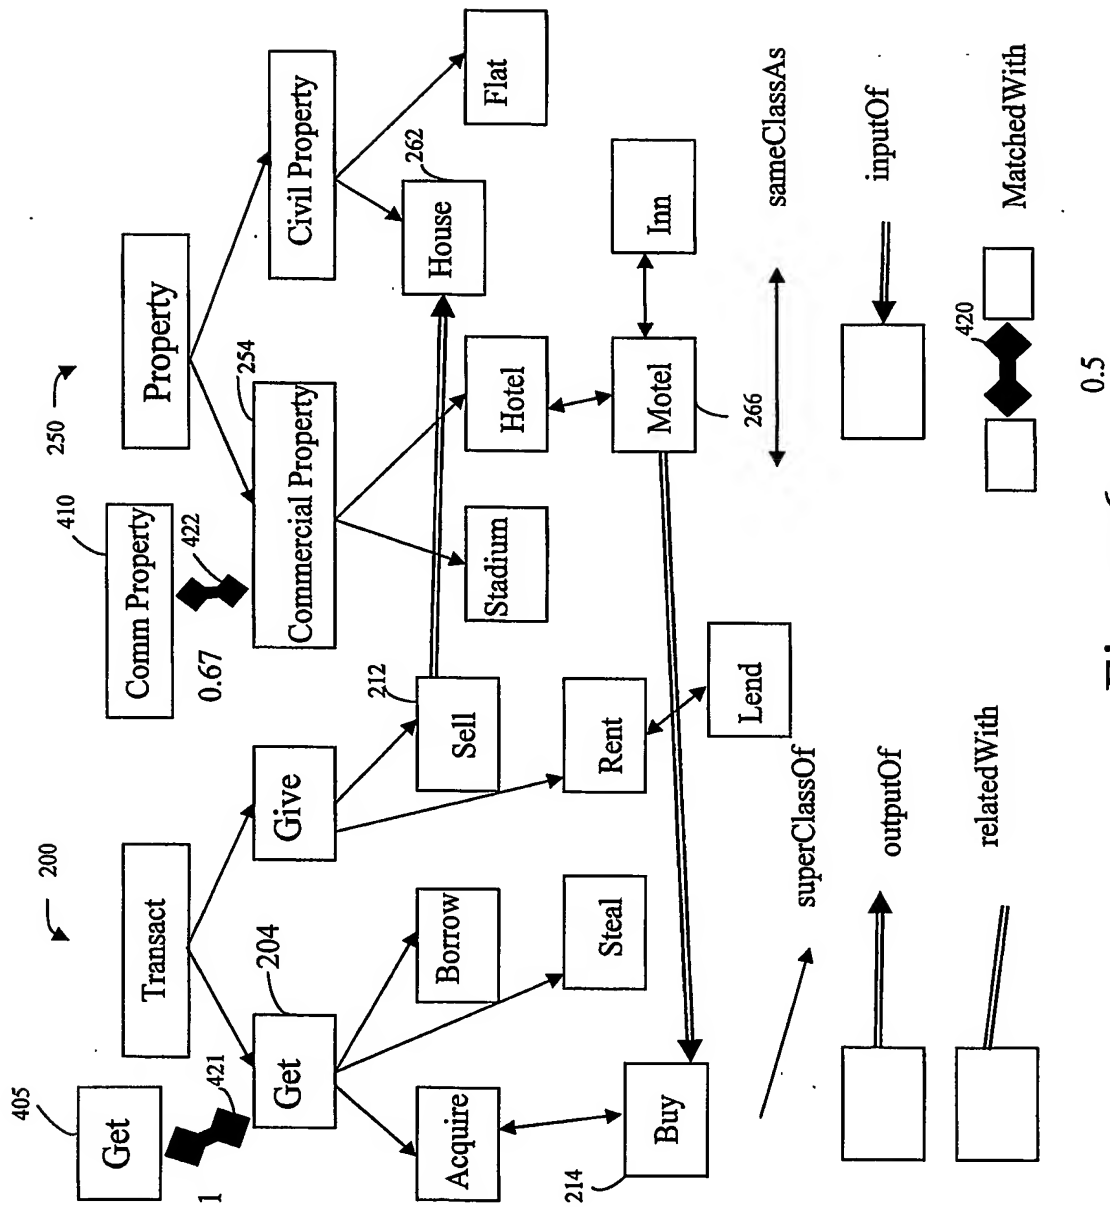 405
Get
421
1
200
Transact
204
Get
Give
Acquire
Borrow
Steal
Buy
214
212
Sell
Rent
Lend
410
Comm Property
422
0.67
250
Property
254
Commercial Property
Civil Property
262
House
Flat
Stadium
Hotel
Motel
266
Inn
superClassOf
sameClassAs
outputOf
inputOf
relatedWith
420
MatchedWith
0.5